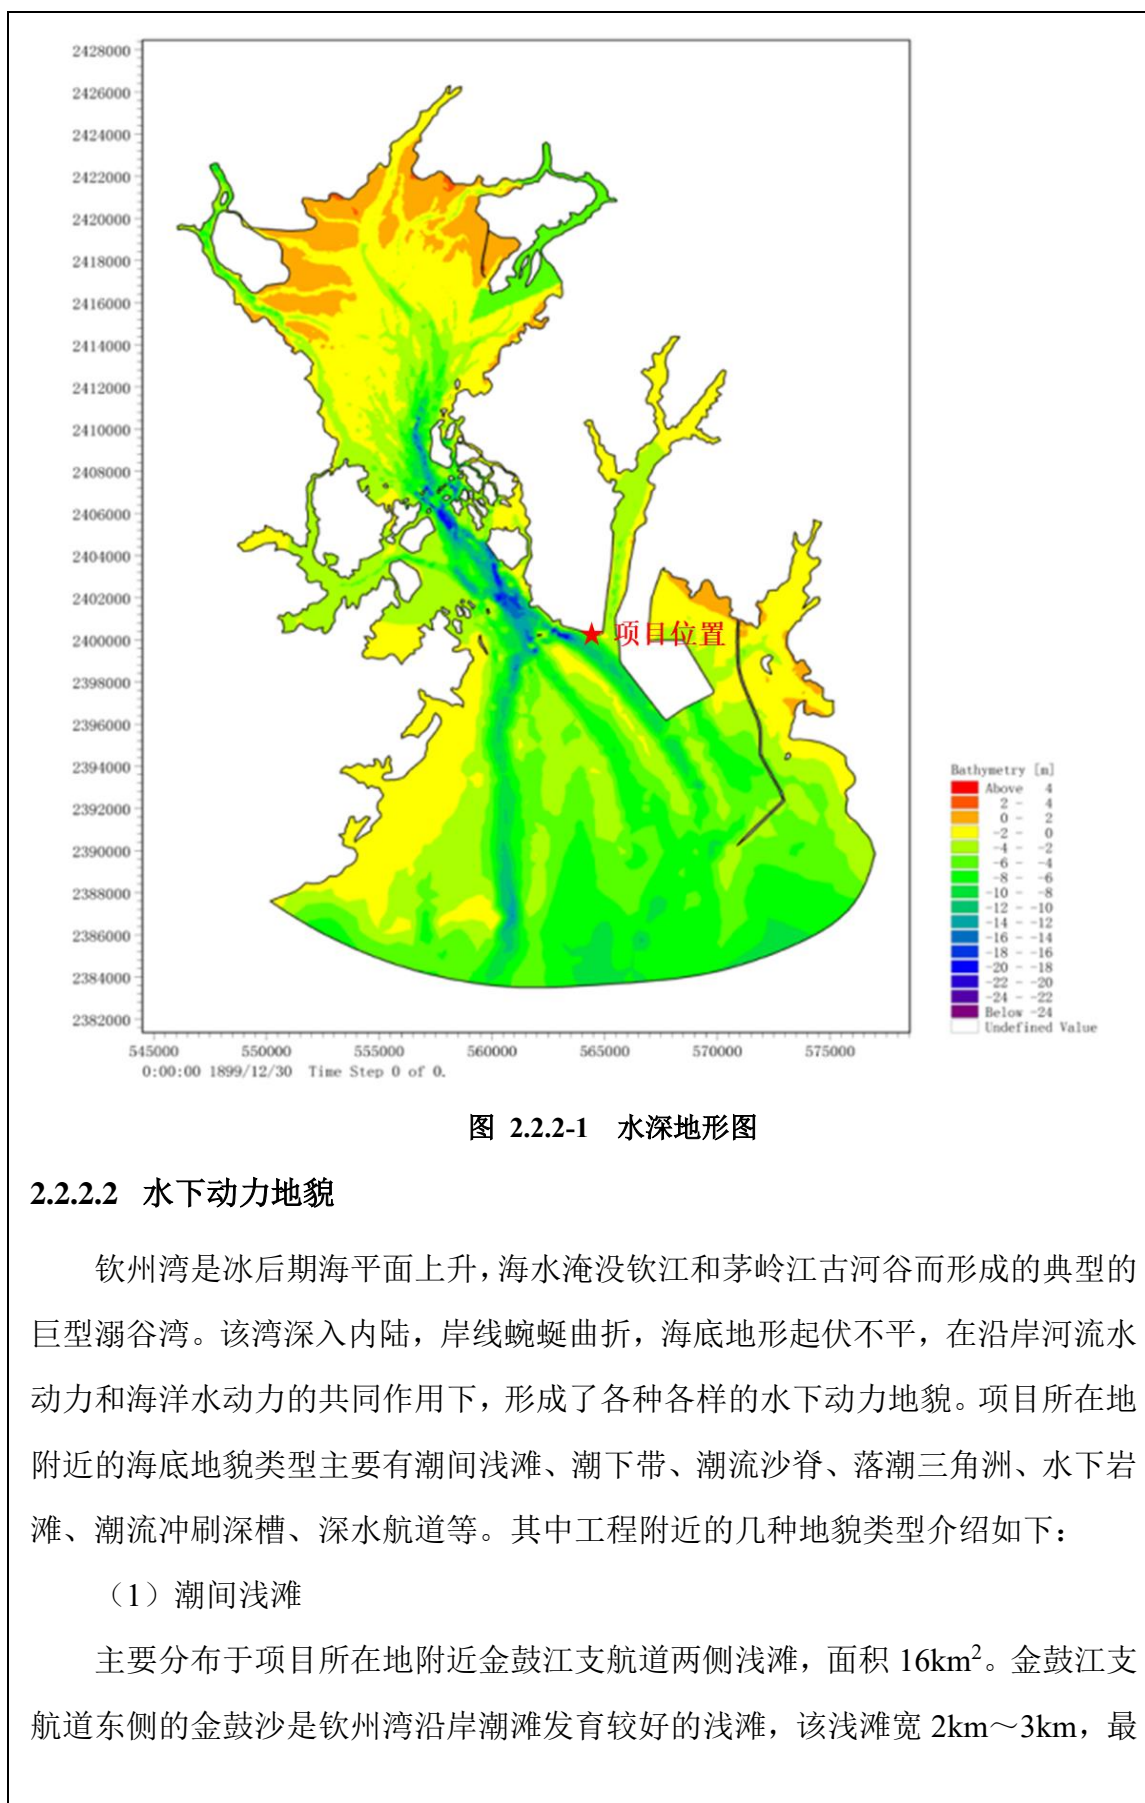 2428000
2426000
2424000
2422000
2420000
2418000
2416000
2414000
2412000
2410000
2408000
2406000
2404000
2402000
2400000
2398000
2396000
2394000
2392000
2390000
2388000
2386000
2384000
2382000
项目位置
Bathymetry [m]
Above 4
2 - 4
0 - 2
-2 - 0
-4 - -2
-6 - -4
-8 - -6
-10 - -8
-12 - -10
-14 - -12
-16 - -14
-18 - -16
-20 - -18
-22 - -20
-24 - -22
Below -24
Undefined Value
545000 550000 555000 560000 565000 570000 575000
0:00:00 1899/12/30 Time Step 0 of 0.
图 2.2.2-1 水深地形图
2.2.2.2 水下动力地貌
钦州湾是冰后期海平面上升，海水淹没钦江和茅岭江古河谷而形成的典型的
巨型溺谷湾。该湾深入内陆，岸线蜿蜒曲折，海底地形起伏不平，在沿岸河流水
动力和海洋水动力的共同作用下，形成了各种各样的水下动力地貌。项目所在地
附近的海底地貌类型主要有潮间浅滩、潮下带、潮流沙脊、落潮三角洲、水下岩
滩、潮流冲刷深槽、深水航道等。其中工程附近的几种地貌类型介绍如下：
（1）潮间浅滩
主要分布于项目所在地附近金鼓江支航道两侧浅滩，面积 16km²。金鼓江支
航道东侧的金鼓沙是钦州湾沿岸潮滩发育较好的浅滩，该浅滩宽 2km～3km，最